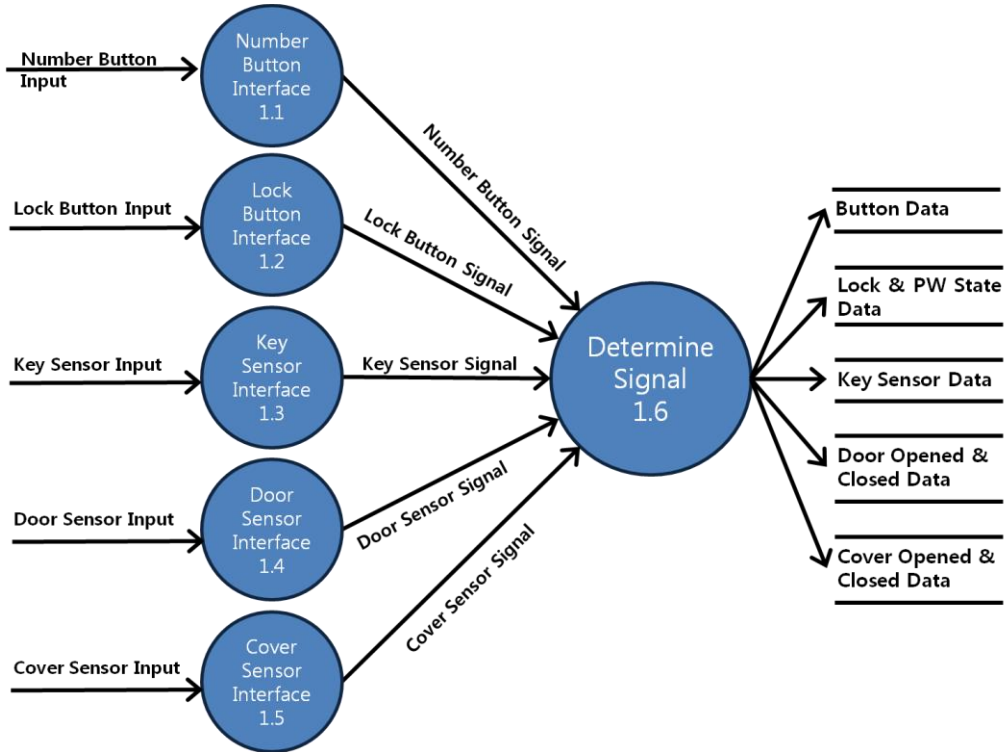 Number Button
Input
Number
Button
Interface
1.1
Number Button Signal
Lock Button Input
Lock
Button
Interface
1.2
Lock Button Signal
Key Sensor Input
Key
Sensor
Interface
1.3
Key Sensor Signal
Door Sensor Input
Door
Sensor
Interface
1.4
Door Sensor Signal
Cover Sensor Input
Cover
Sensor
Interface
1.5
Cover Sensor Signal
Determine
Signal
1.6
Button Data
Lock & PW State
Data
Key Sensor Data
Door Opened &
Closed Data
Cover Opened &
Closed Data